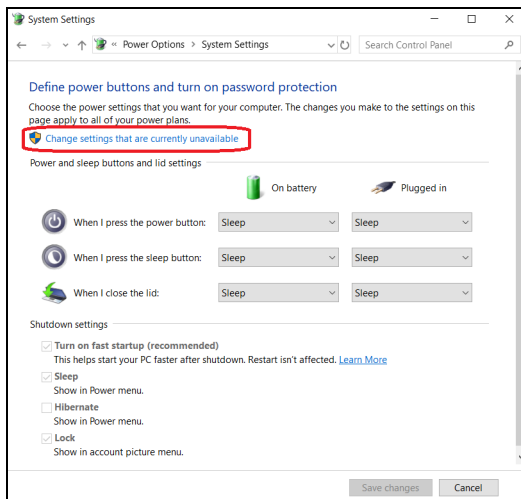 System Settings
« Power Options > System Settings
Search Control Panel
Define power buttons and turn on password protection
Choose the power settings that you want for your computer. The changes you make to the settings on this
page apply to all of your power plans.
Change settings that are currently unavailable
Power and sleep buttons and lid settings
On battery Plugged in
When I press the power button: Sleep Sleep
When I press the sleep button: Sleep Sleep
When I close the lid: Sleep Sleep
Shutdown settings
Turn on fast startup (recommended)
This helps start your PC faster after shutdown. Restart isn't affected. Learn More
Sleep
Show in Power menu.
Hibernate
Show in Power menu.
Lock
Show in account picture menu.
Save changes Cancel